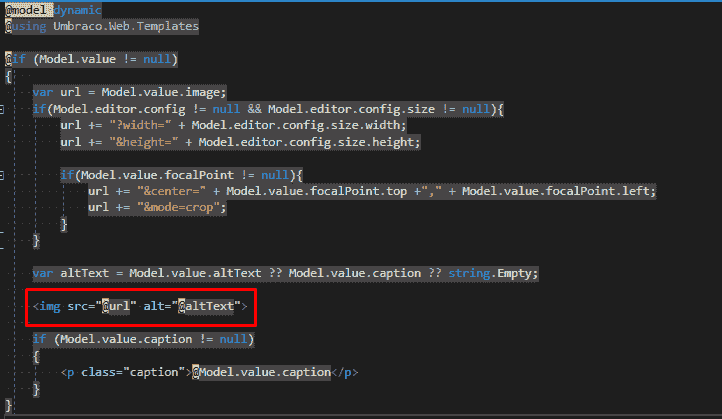 @model dynamic
@using Umbraco.Web.Templates
@if (Model.value != null)
{
var url = Model.value.image;
if(Model.editor.config != null && Model.editor.config.size != null){
url += "?width=" + Model.editor.config.size.width;
url += "&height=" + Model.editor.config.size.height;
if(Model.value.focalPoint != null){
url += "&center=" + Model.value.focalPoint.top +"," + Model.value.focalPoint.left;
url += "&mode=crop";
}
}
var altText = Model.value.altText ?? Model.value.caption ?? string.Empty;
<img src="@url" alt="@altText">
if (Model.value.caption != null)
{
<p class="caption">@Model.value.caption</p>
}
}